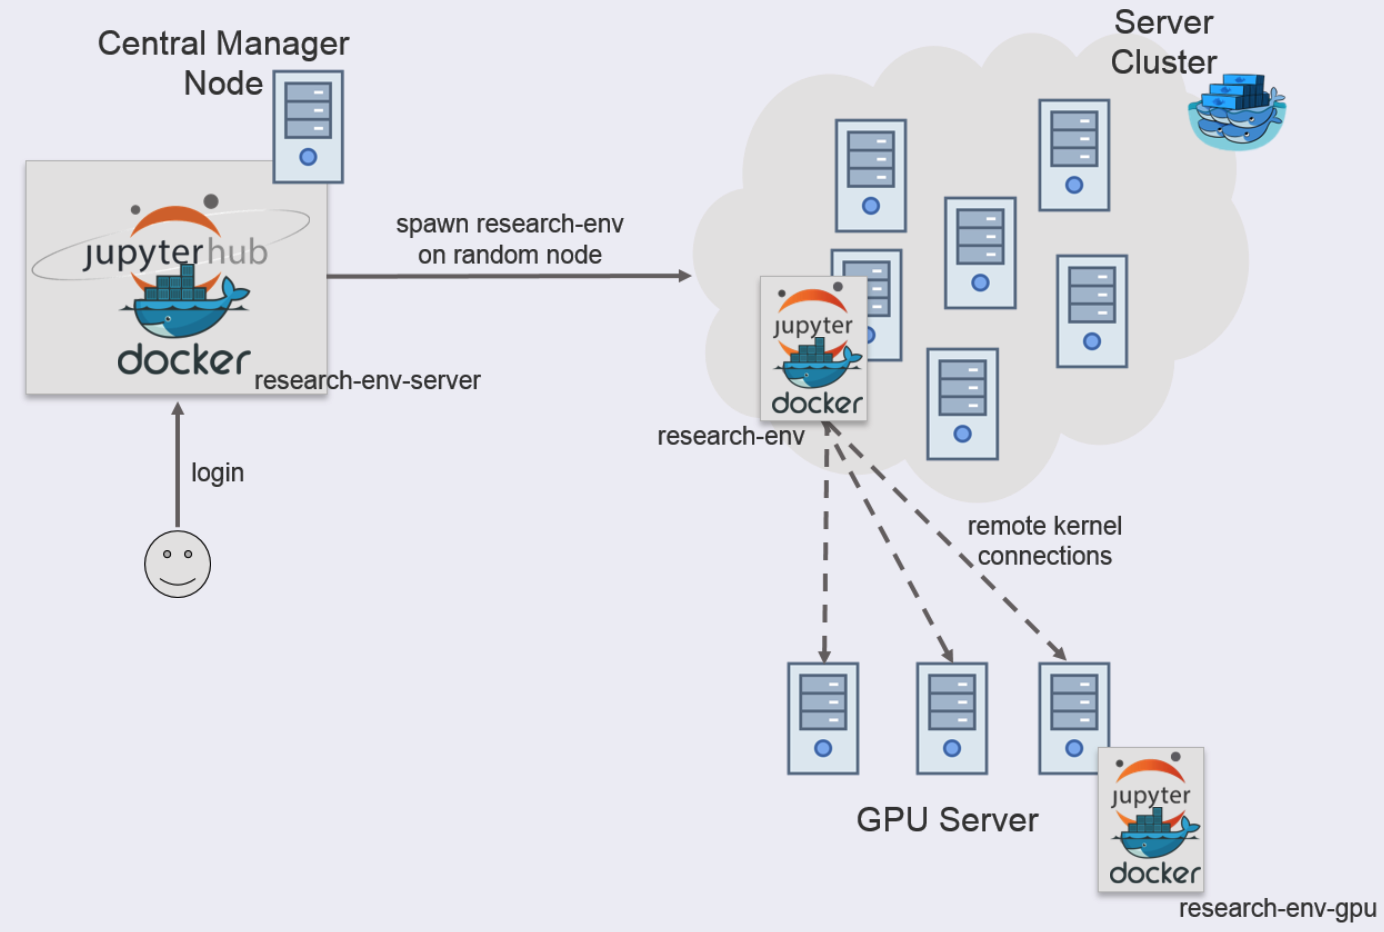 Central Manager
Node
Server
Cluster
jupyterhub
docker
research-env-server
spawn research-env
on random node
login
jupyter
docker
research-env
remote kernel
connections
GPU Server
jupyter
docker
research-env-gpu